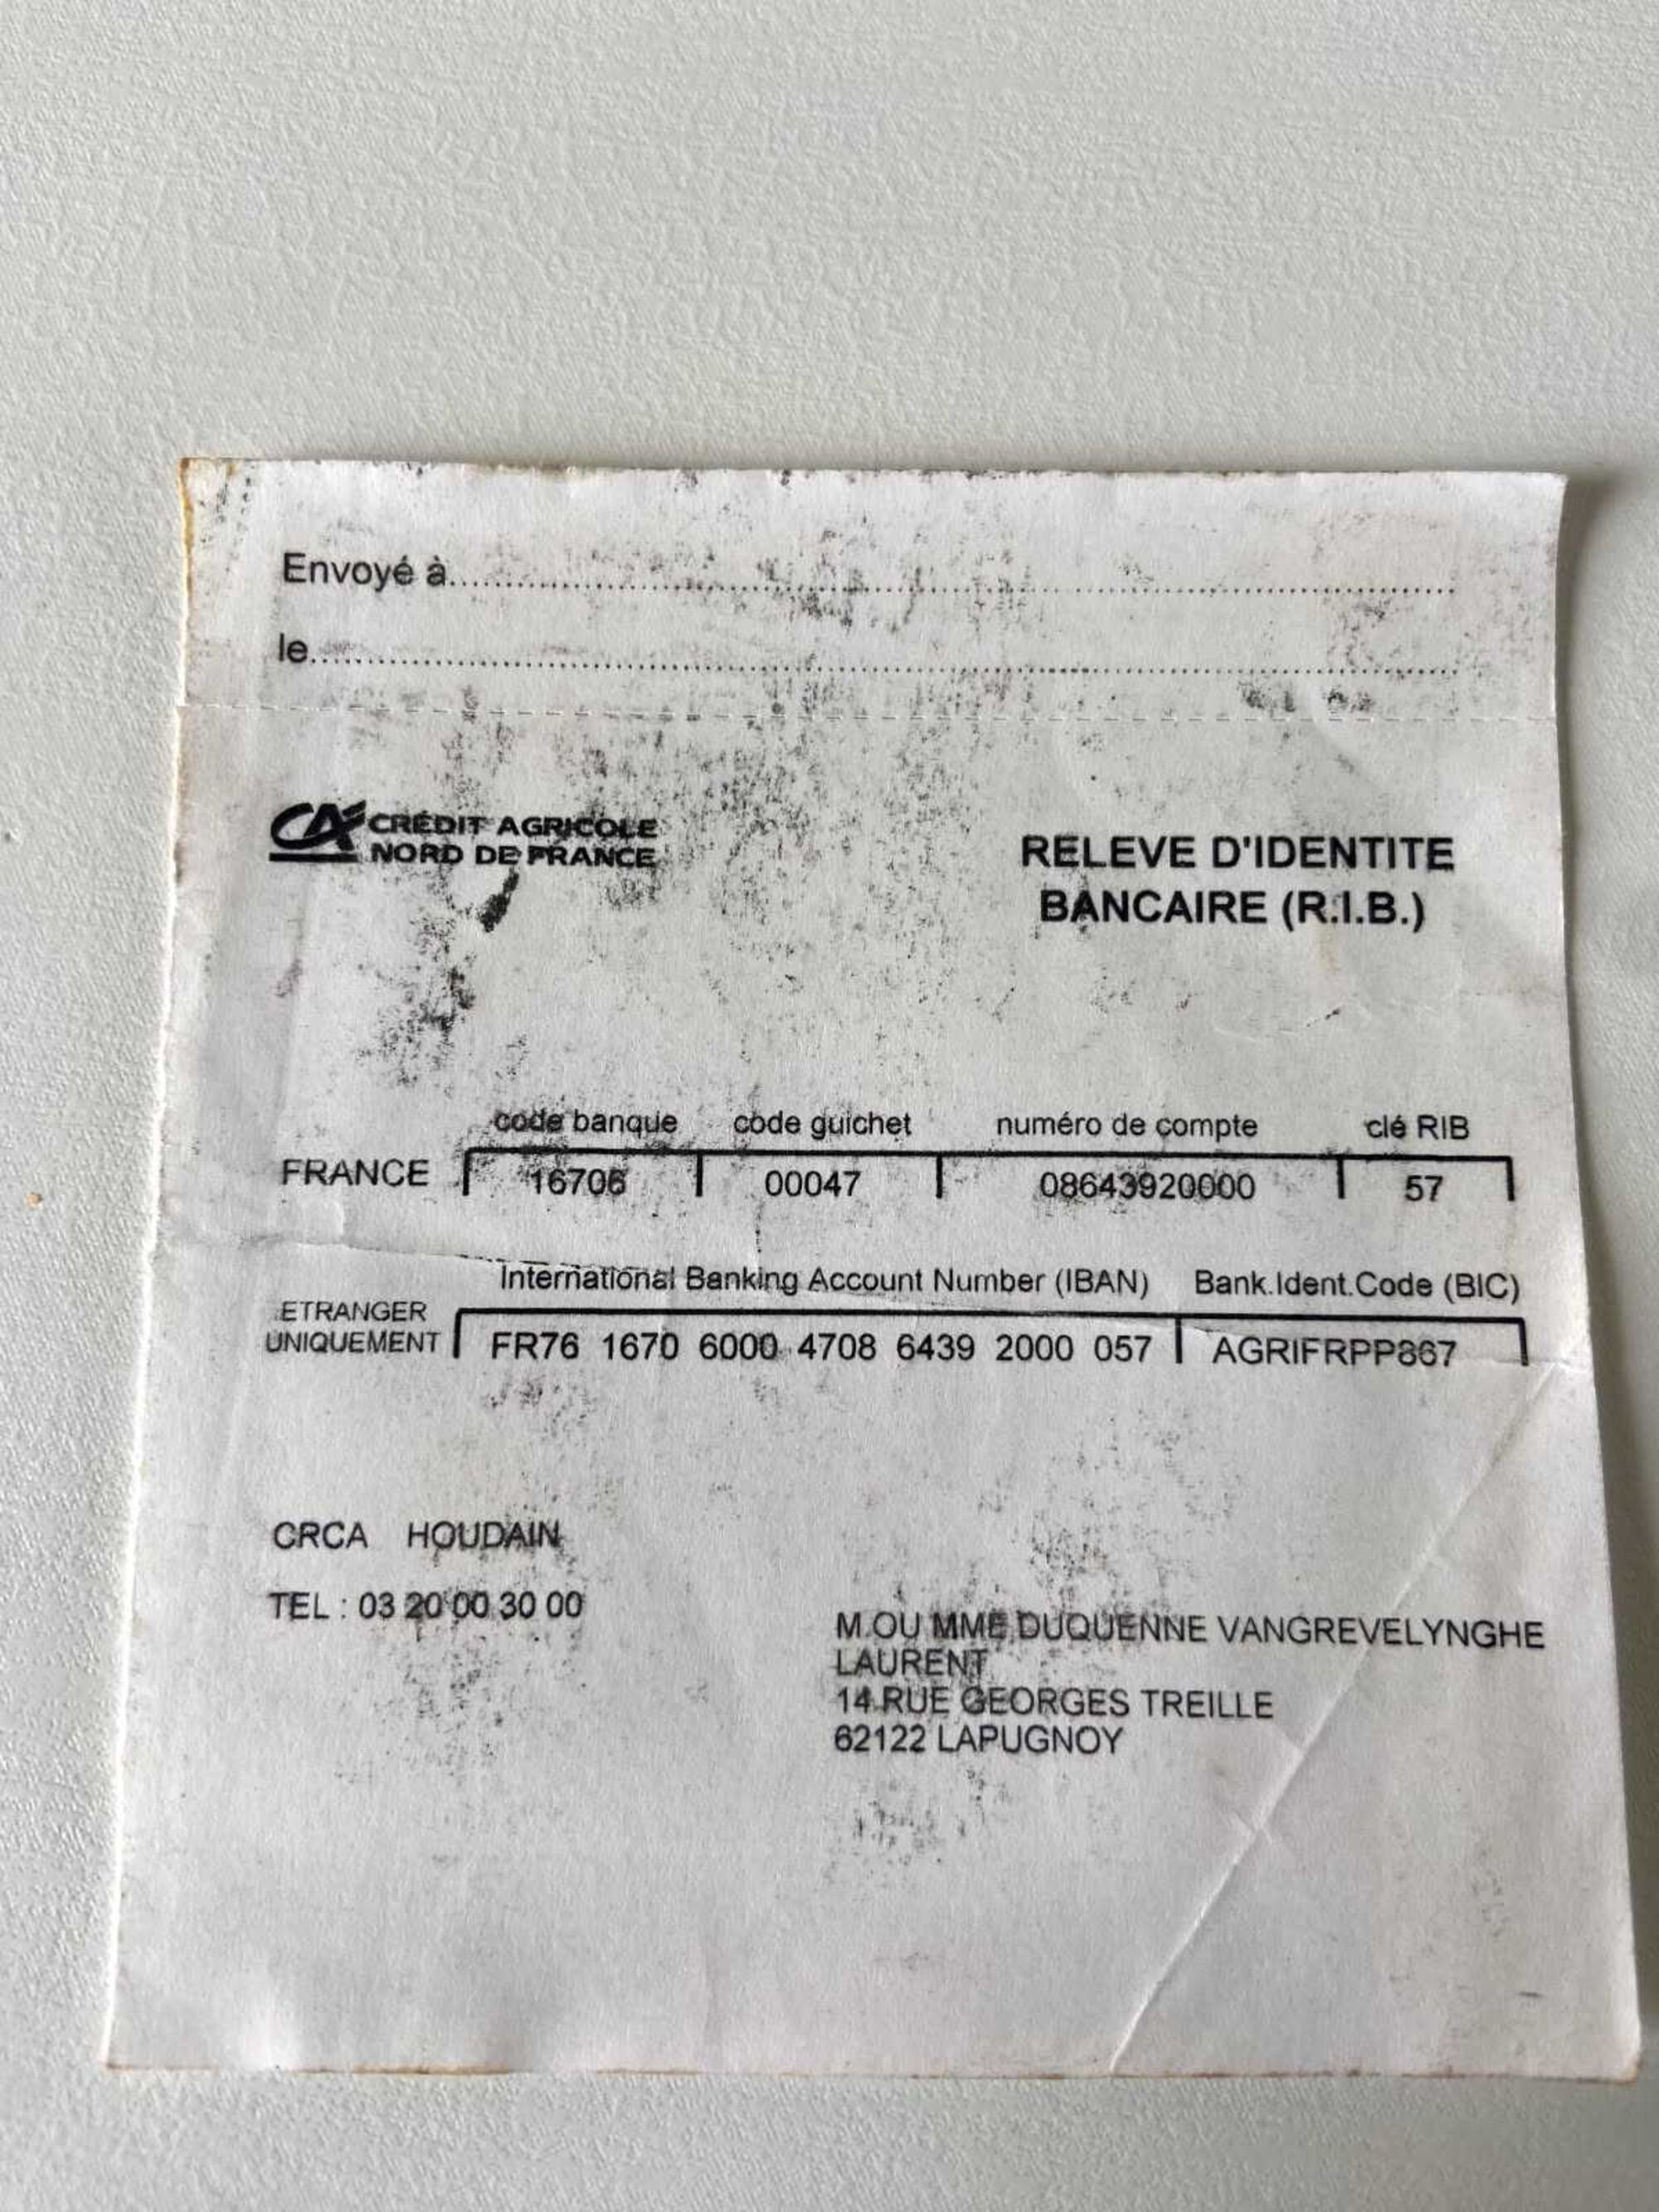 Envoyé à
le
CRÉDIT AGRICOLE
NORD DE FRANCE
RELEVE D'IDENTITE
BANCAIRE (R.I.B.)
code banque code guichet numéro de compte clé RIB
FRANCE 16706 00047 08643920000 57
International Banking Account Number (IBAN) Bank.Ident.Code (BIC)
ETRANGER
UNIQUEMENT FR76 1670 6000 4708 6439 2000 057 AGRIFRPP867
CRCA HOUDAIN
TEL : 03 20 00 30 00
M OU MME DUQUENNE VANGREVELYNGHE
LAURENT
14 RUE GEORGES TREILLE
62122 LAPUGNOY